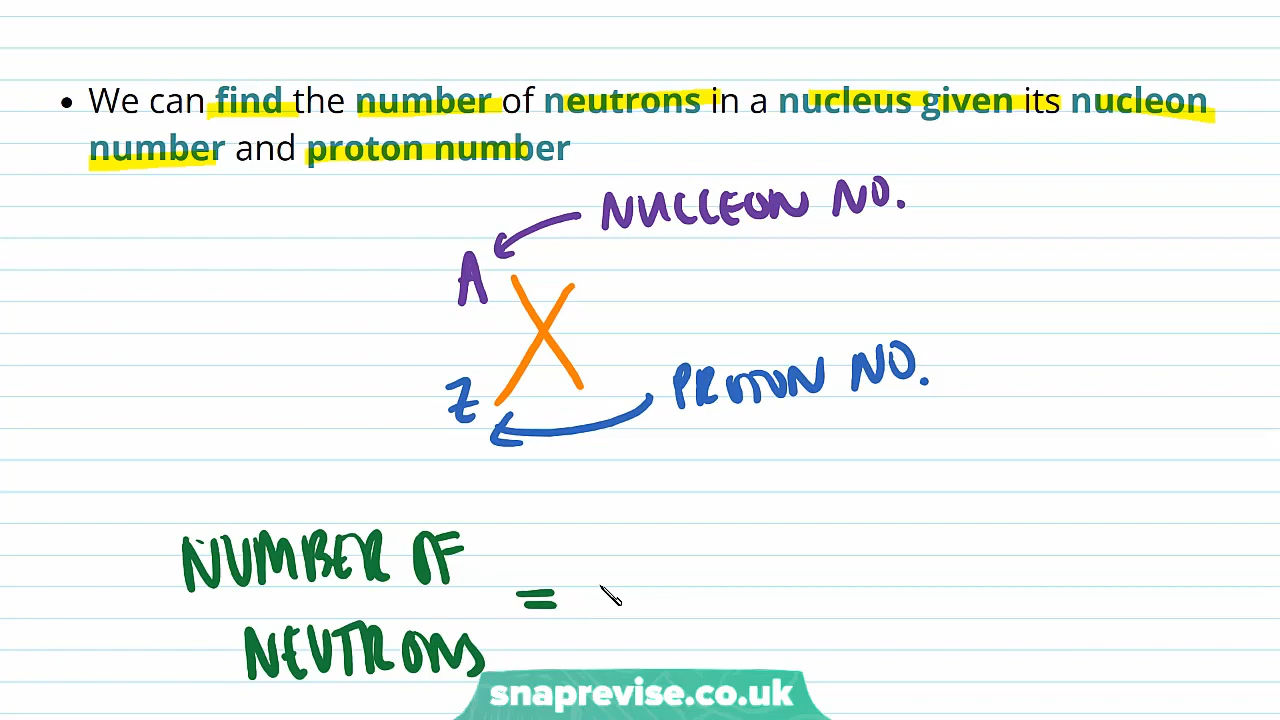 • We can find the number of neutrons in a nucleus given its nucleon
number and proton number
NUCLEON NO.
A
X
Z
PROTON NO.
NUMBER OF
NEUTRONS =
snaprevise.co.uk